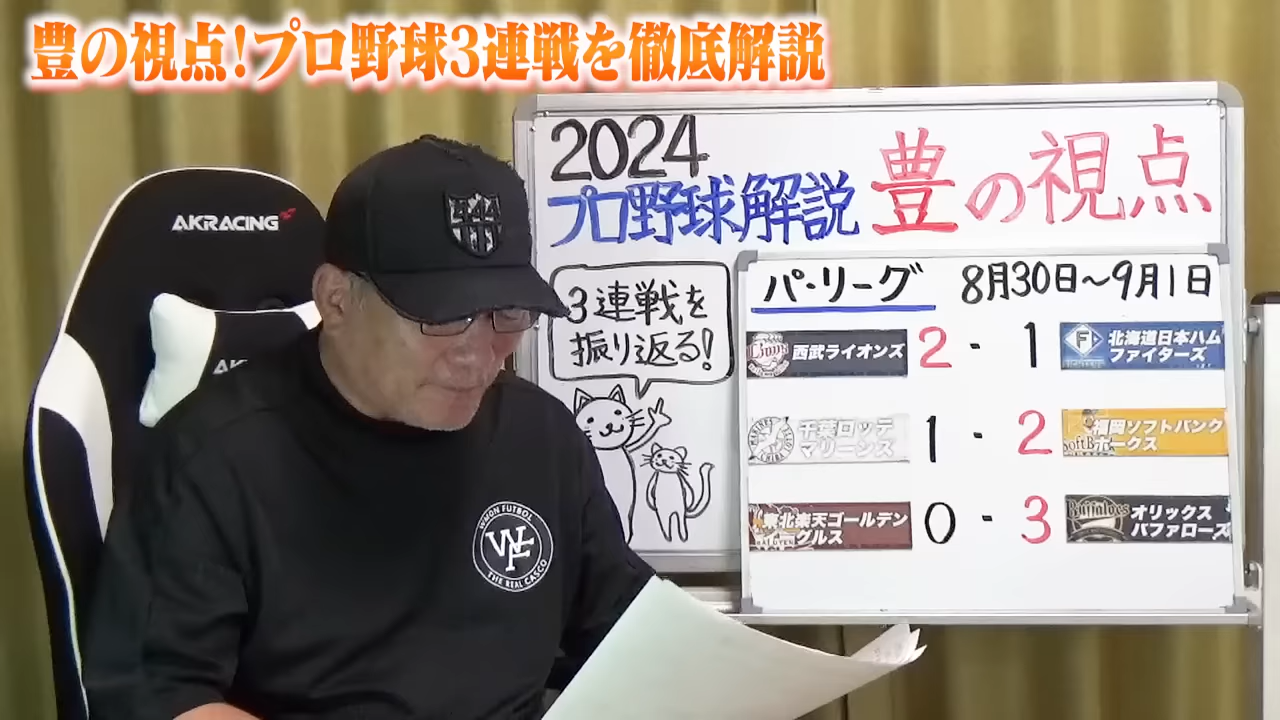 豊の視点!プロ野球3連戦を徹底解説
AKRACING
2024
プロ野球解説 豊の視点
3連戦を
振り返る!
パ・リーグ 8月30日~9月1日
西武ライオンズ 2 - 1 北海道日本ハム
ファイターズ
千葉ロッテ
マリーンズ 1 - 2 福岡ソフトバンク
ホークス
東北楽天ゴールデン
グルス 0 - 3 オリックス
バファローズ
Buffaloes
WMON FUTBOL
WF
THE REAL CASCO